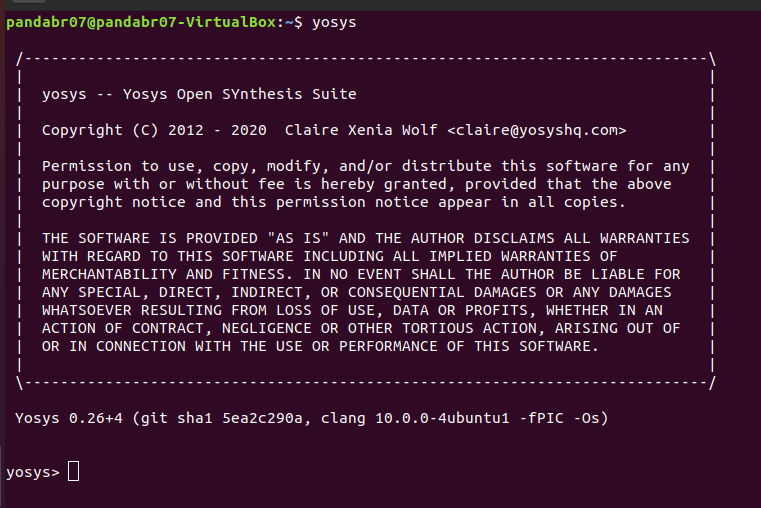 pandabr07@pandabr07-VirtualBox:~$ yosys
/----------------------------------------------------------------------------\
|                                                                            |
|  yosys -- Yosys Open SYnthesis Suite                                       |
|                                                                            |
|  Copyright (C) 2012 - 2020  Claire Xenia Wolf <claire@yosyshq.com>         |
|                                                                            |
|  Permission to use, copy, modify, and/or distribute this software for any  |
|  purpose with or without fee is hereby granted, provided that the above    |
|  copyright notice and this permission notice appear in all copies.         |
|                                                                            |
|  THE SOFTWARE IS PROVIDED "AS IS" AND THE AUTHOR DISCLAIMS ALL WARRANTIES  |
|  WITH REGARD TO THIS SOFTWARE INCLUDING ALL IMPLIED WARRANTIES OF          |
|  MERCHANTABILITY AND FITNESS. IN NO EVENT SHALL THE AUTHOR BE LIABLE FOR   |
|  ANY SPECIAL, DIRECT, INDIRECT, OR CONSEQUENTIAL DAMAGES OR ANY DAMAGES    |
|  WHATSOEVER RESULTING FROM LOSS OF USE, DATA OR PROFITS, WHETHER IN AN     |
|  ACTION OF CONTRACT, NEGLIGENCE OR OTHER TORTIOUS ACTION, ARISING OUT OF   |
|  OR IN CONNECTION WITH THE USE OR PERFORMANCE OF THIS SOFTWARE.            |
|                                                                            |
\----------------------------------------------------------------------------/
Yosys 0.26+4 (git sha1 5ea2c290a, clang 10.0.0-4ubuntu1 -fPIC -Os)
yosys>